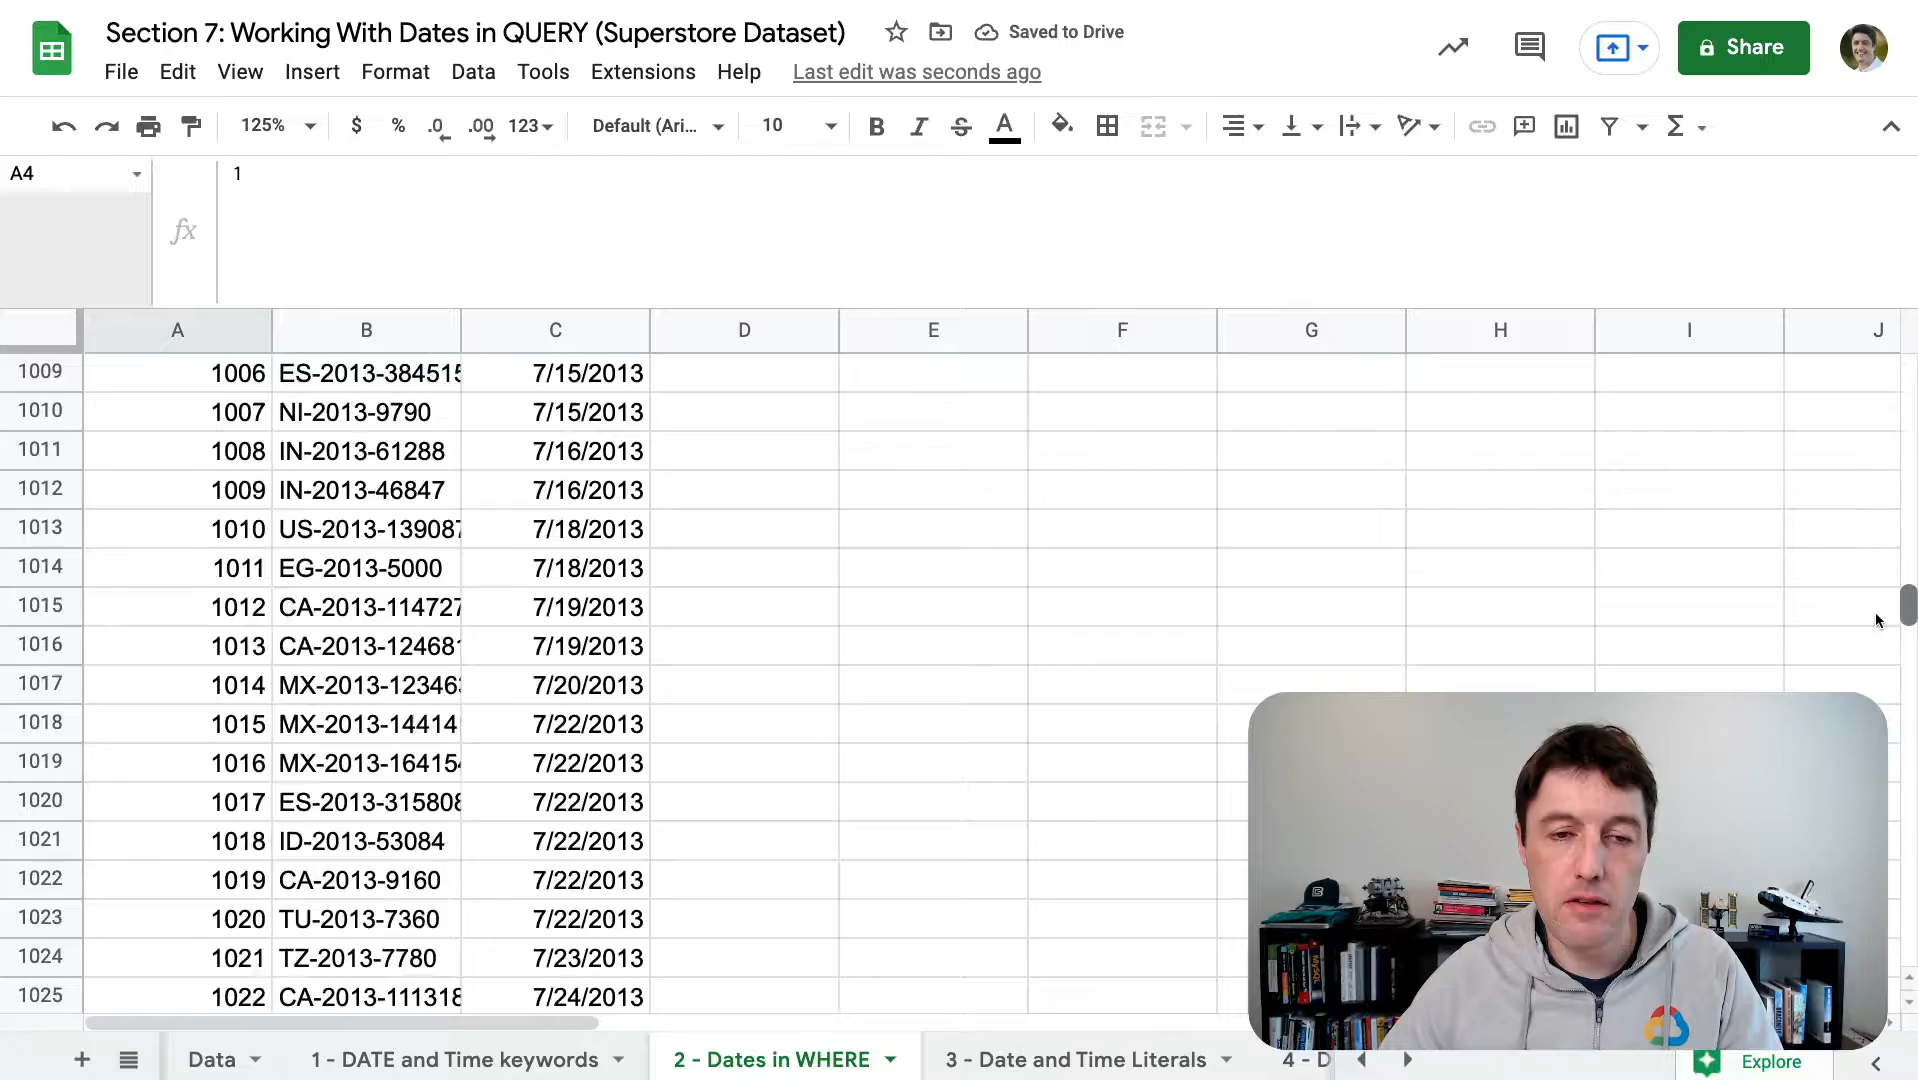 Section 7: Working With Dates in QUERY (Superstore Dataset)
Saved to Drive
File Edit View Insert Format Data Tools Extensions Help Last edit was seconds ago
Share
125% $ % .0 .00 123 Default (Ari... 10 B I S A
A4
1
fx
A B C D E F G H I J
1009 1006 ES-2013-384515 7/15/2013
1010 1007 NI-2013-9790 7/15/2013
1011 1008 IN-2013-61288 7/16/2013
1012 1009 IN-2013-46847 7/16/2013
1013 1010 US-2013-139087 7/18/2013
1014 1011 EG-2013-5000 7/18/2013
1015 1012 CA-2013-114727 7/19/2013
1016 1013 CA-2013-124681 7/19/2013
1017 1014 MX-2013-123463 7/20/2013
1018 1015 MX-2013-14414 7/22/2013
1019 1016 MX-2013-164154 7/22/2013
1020 1017 ES-2013-315808 7/22/2013
1021 1018 ID-2013-53084 7/22/2013
1022 1019 CA-2013-9160 7/22/2013
1023 1020 TU-2013-7360 7/22/2013
1024 1021 TZ-2013-7780 7/23/2013
1025 1022 CA-2013-111318 7/24/2013
MySQL
Data 1 - DATE and Time keywords 2 - Dates in WHERE 3 - Date and Time Literals 4 - D
Explore